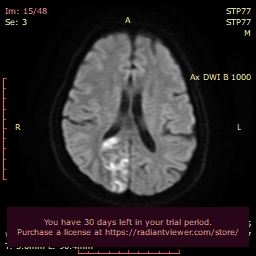 Im: 15/48
STP77
Se: 3
STP77
A
M
Ax DWI B 1000
R
L
You have 30 days left in your trial period.
Purchase a license at https://radiantviewer.com/store/